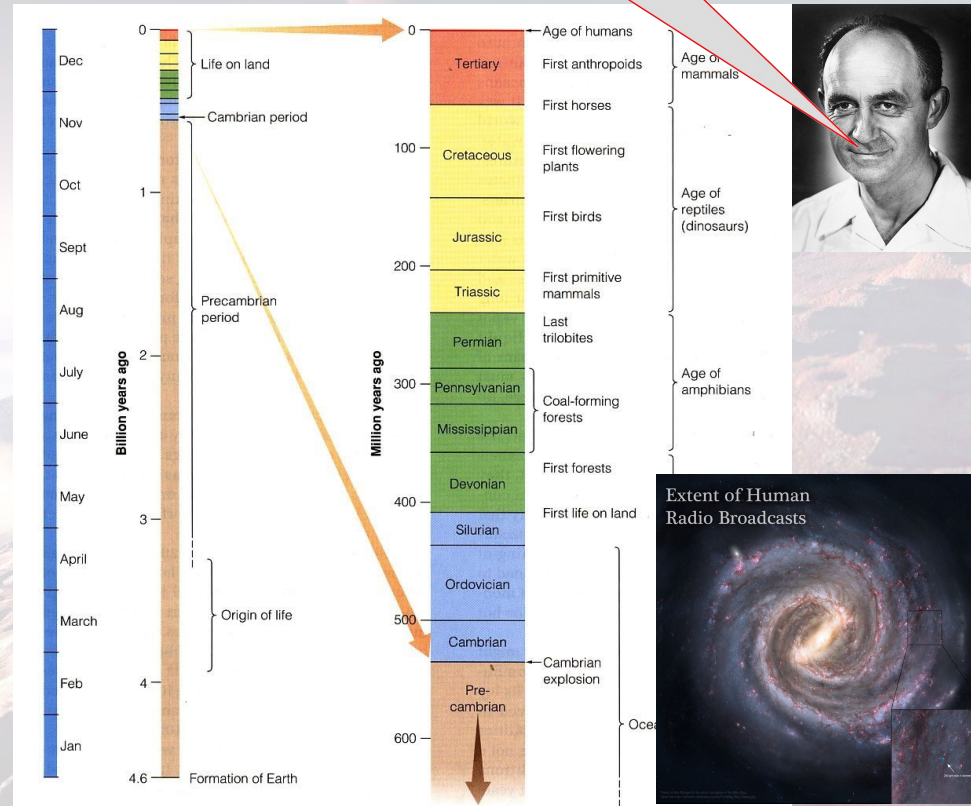 Dec
Nov
Oct
Sept
Aug
July
June
May
April
March
Feb
Jan
Billion years ago
0
1
2
3
4
4.6
Life on land
Cambrian period
Precambrian
period
Origin of life
Formation of Earth
Million years ago
0
100
200
300
400
500
600
Tertiary
Cretaceous
Jurassic
Triassic
Permian
Pennsylvanian
Mississippian
Devonian
Silurian
Ordovician
Cambrian
Pre-
cambrian
Age of humans
First anthropoids
First horses
First flowering
plants
First birds
First primitive
mammals
Last
trilobites
Coal-forming
forests
First forests
First life on land
Cambrian
explosion
Age of
mammals
Age of
reptiles
(dinosaurs)
Age of
amphibians
Ocea
Extent of Human
Radio Broadcasts